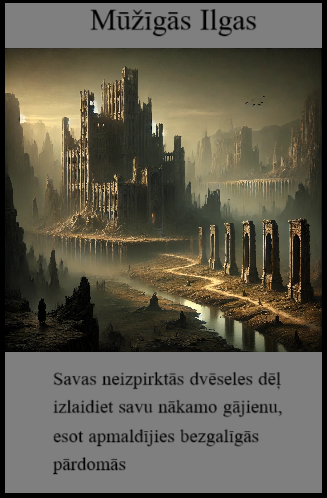 Mūžīgās Ilgas
Savas neizpirktās dvēseles dēļ
izlaidiet savu nākamo gājienu,
esot apmaldījies bezgalīgās
pārdomās